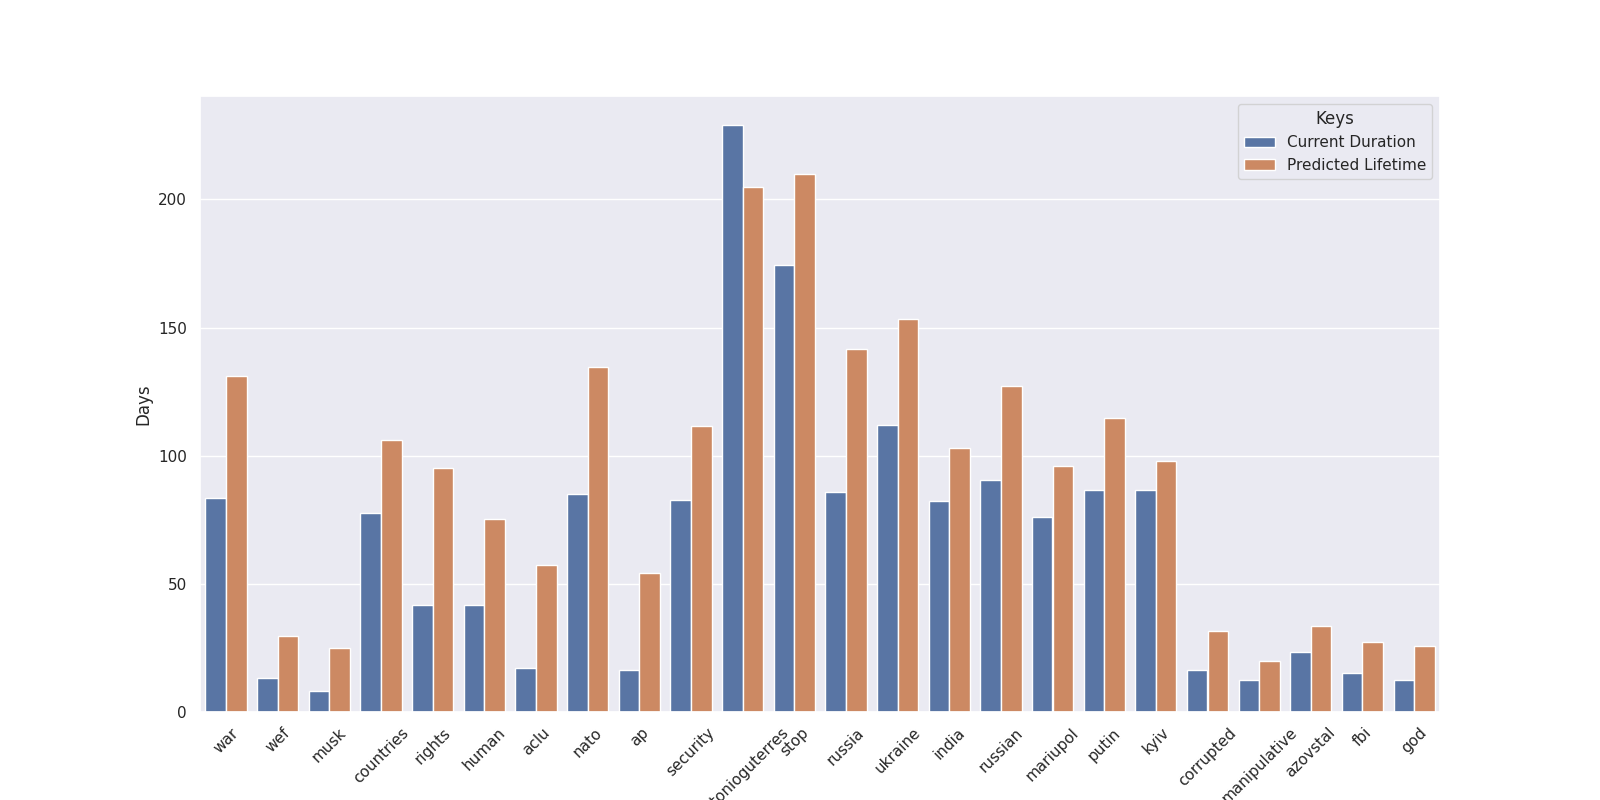 Keys
Current Duration
Predicted Lifetime
Days
200
150
100
50
0
war
wef
musk
countries
rights
human
aclu
nato
ap
security
tonioguterres
stop
russia
ukraine
india
russian
mariupol
putin
kyiv
corrupted
manipulative
azovstal
fbi
god